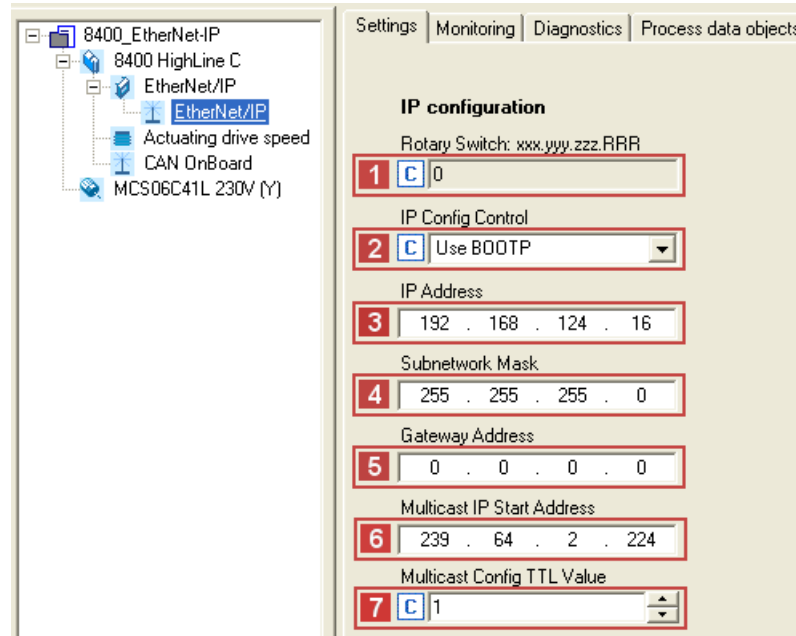 8400_EtherNet-IP
8400 HighLine C
EtherNet/IP
EtherNet/IP
Actuating drive speed
CAN OnBoard
MCS06C41L 230V (Y)
Settings Monitoring Diagnostics Process data objects
IP configuration
Rotary Switch: xxx.yyy.zzz.RRR
1 C 0
IP Config Control
2 C Use BOOTP
IP Address
3 192 . 168 . 124 . 16
Subnetwork Mask
4 255 . 255 . 255 . 0
Gateway Address
5 0 . 0 . 0 . 0
Multicast IP Start Address
6 239 . 64 . 2 . 224
Multicast Config TTL Value
7 C 1